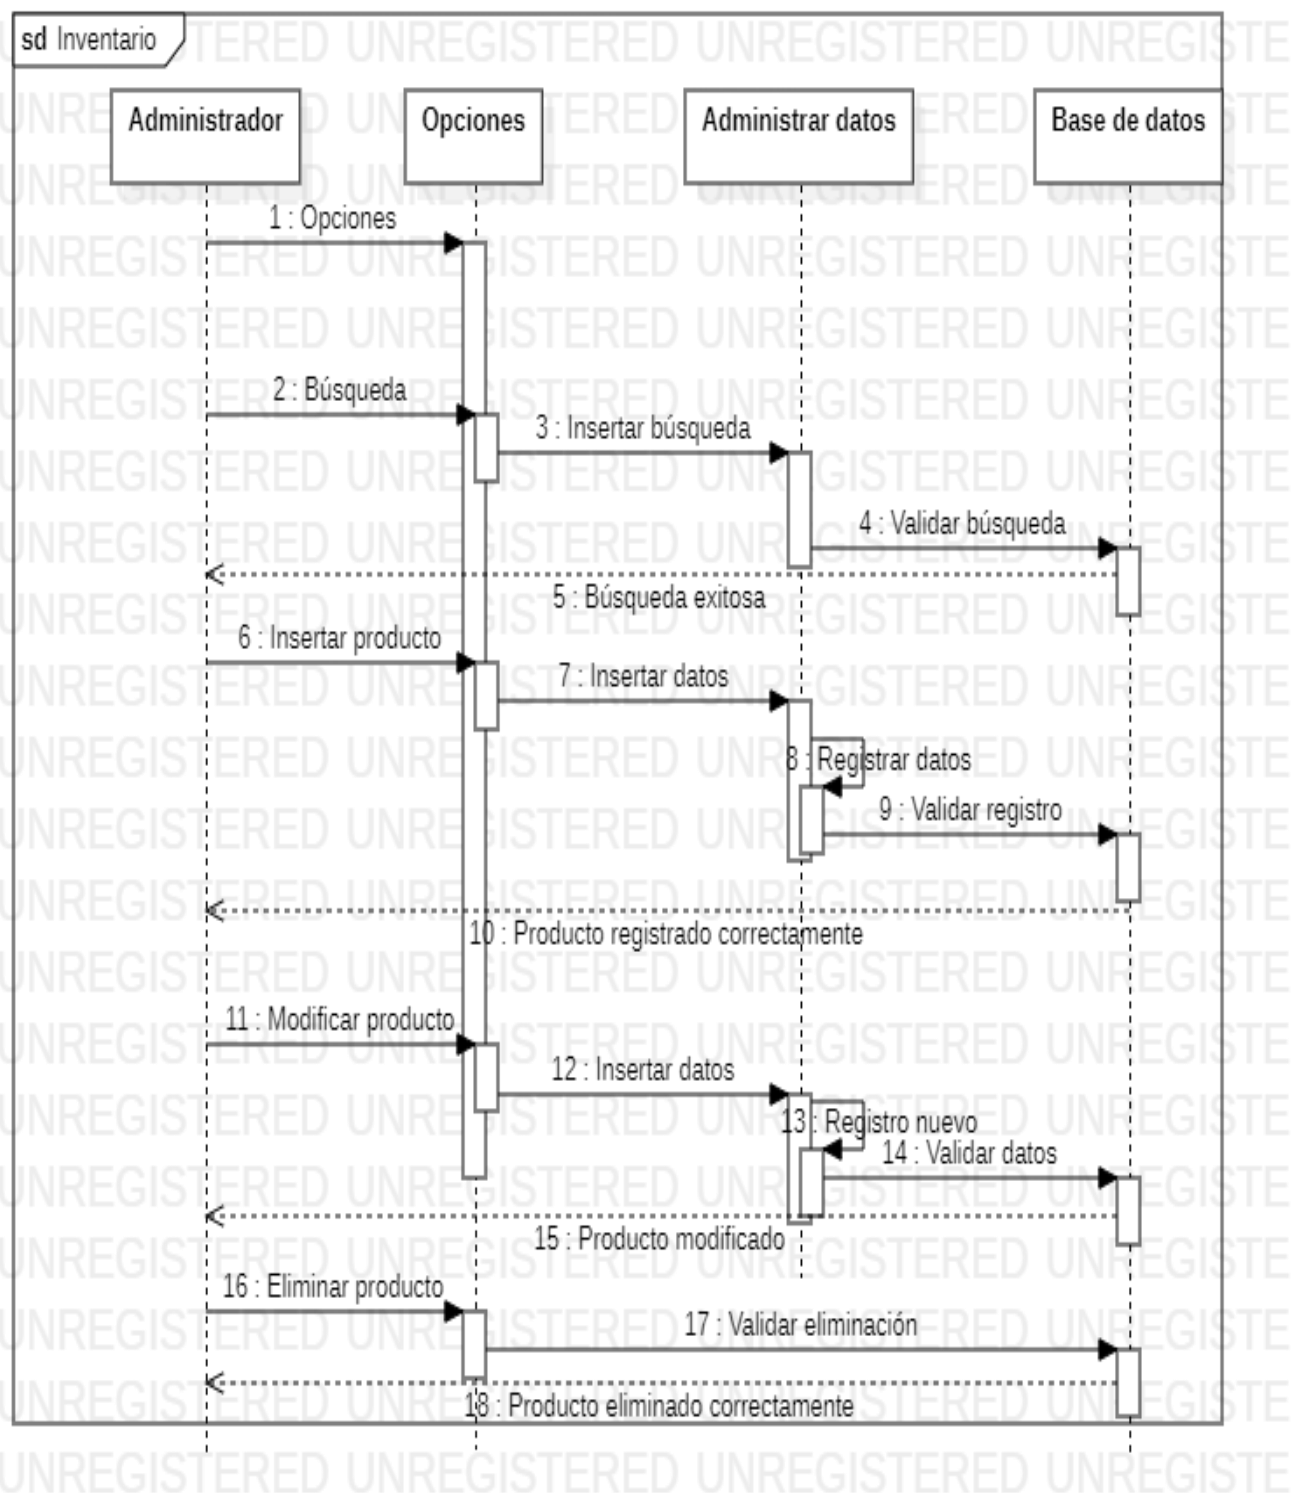 sd Inventario
Administrador
Opciones
Administrar datos
Base de datos
1 : Opciones
2 : Búsqueda
3 : Insertar búsqueda
4 : Validar búsqueda
5 : Búsqueda exitosa
6 : Insertar producto
7 : Insertar datos
8 : Registrar datos
9 : Validar registro
10 : Producto registrado correctamente
11 : Modificar producto
12 : Insertar datos
13 : Registro nuevo
14 : Validar datos
15 : Producto modificado
16 : Eliminar producto
17 : Validar eliminación
18 : Producto eliminado correctamente
UNREGISTERED